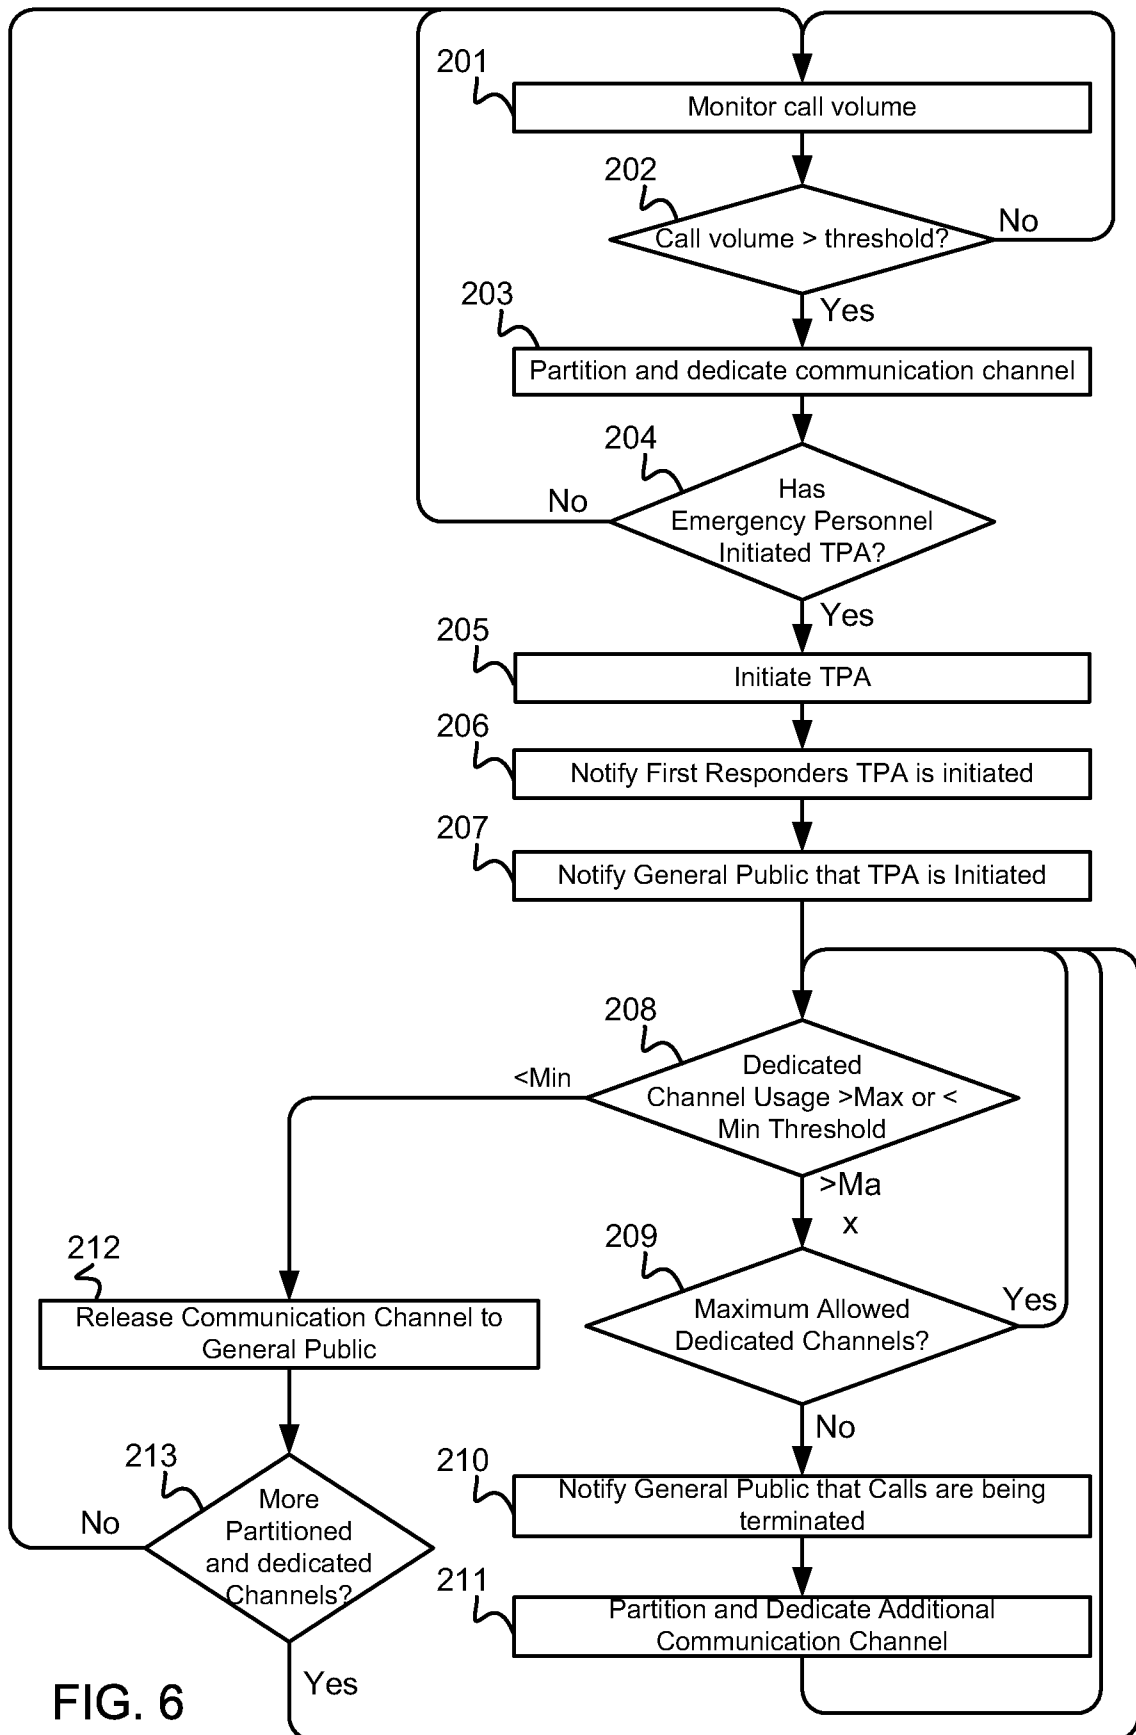 201
Monitor call volume
202
Call volume > threshold?
No
203
Yes
Partition and dedicate communication channel
204
No
Has
Emergency Personnel
Initiated TPA?
Yes
205
Initiate TPA
206
Notify First Responders TPA is initiated
207
Notify General Public that TPA is Initiated
208
<Min
Dedicated
Channel Usage >Max or <
Min Threshold
>Ma
x
209
212
Release Communication Channel to
General Public
Maximum Allowed
Dedicated Channels?
Yes
No
213
No
More
Partitioned
and dedicated
Channels?
Yes
210
Notify General Public that Calls are being
terminated
211
Partition and Dedicate Additional
Communication Channel
FIG. 6